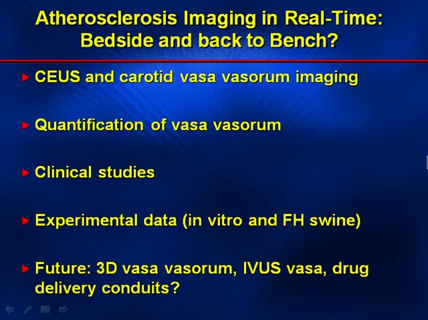 Atherosclerosis Imaging in Real-Time:
Bedside and back to Bench?
CEUS and carotid vasa vasorum imaging
Quantification of vasa vasorum
Clinical studies
Experimental data (in vitro and FH swine)
Future: 3D vasa vasorum, IVUS vasa, drug
delivery conduits?